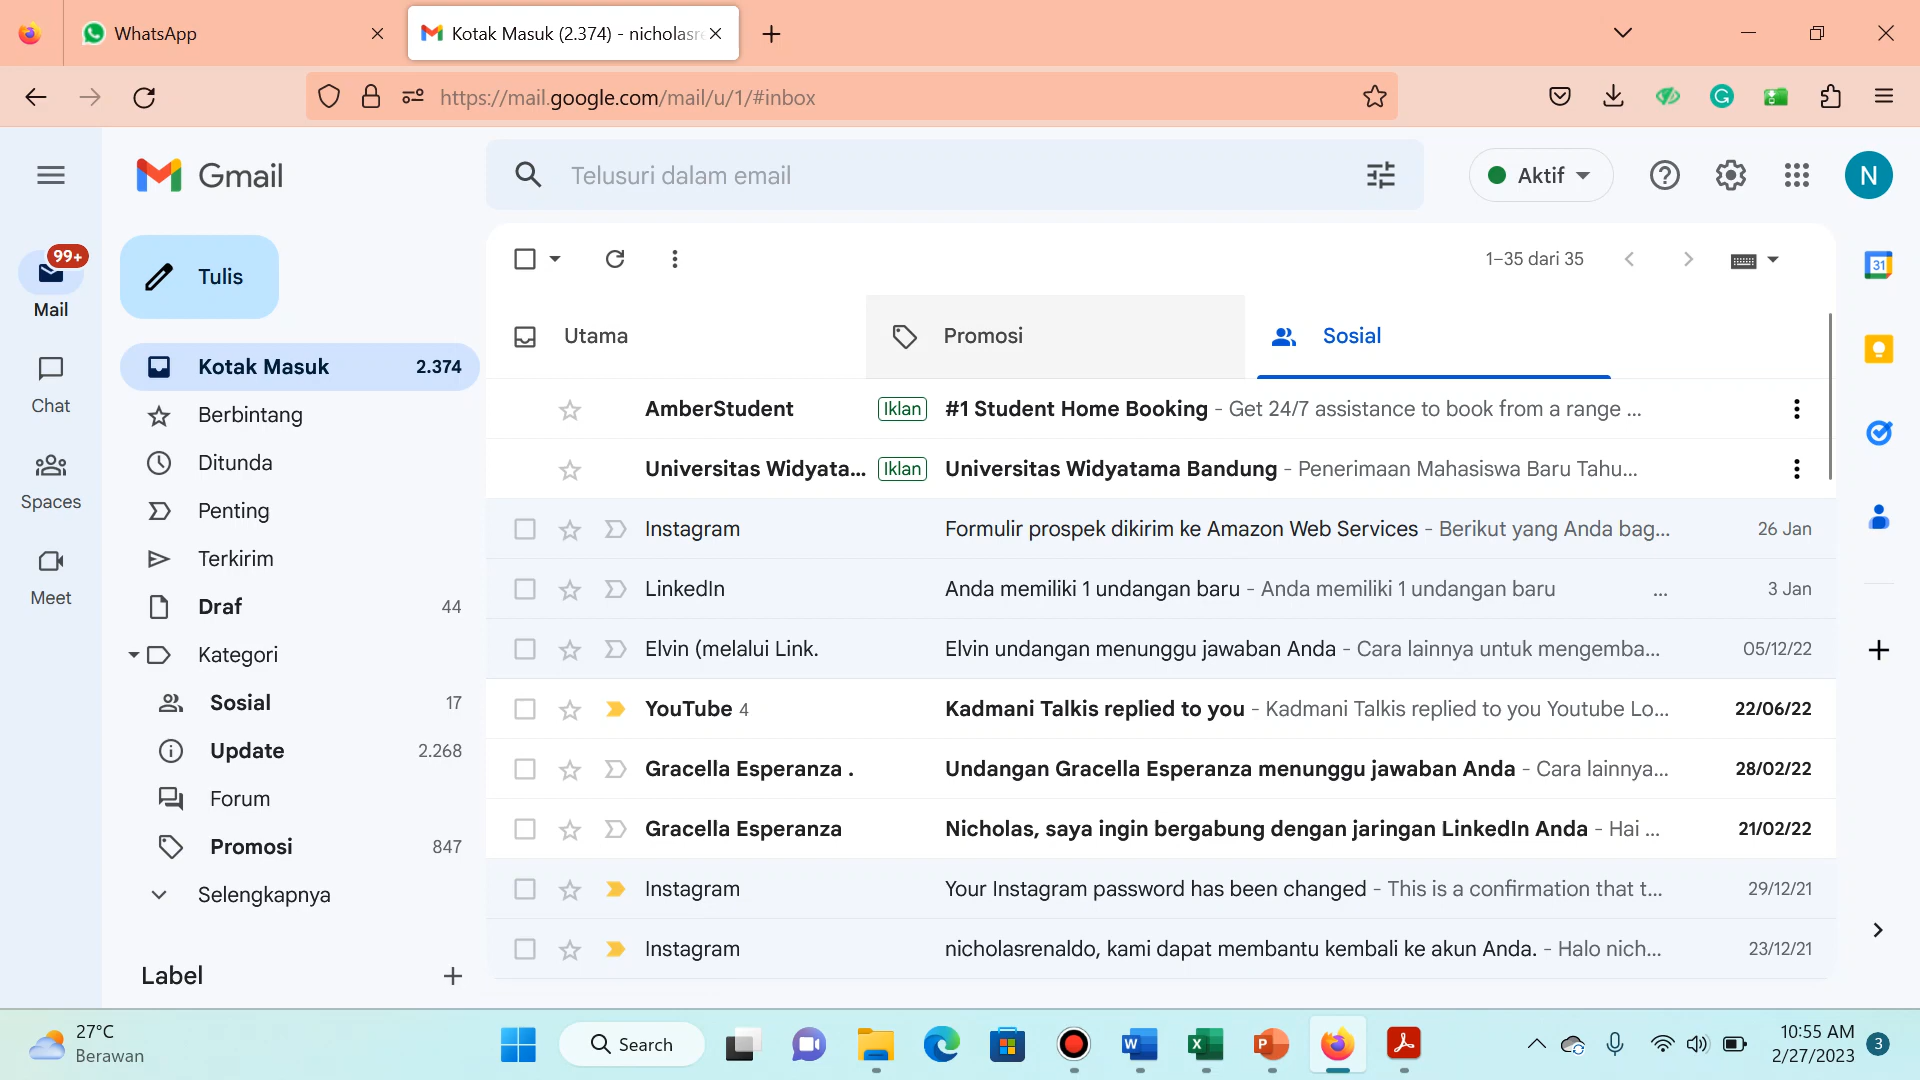 WhatsApp
Kotak Masuk (2.374) - nicholasr
https://mail.google.com/mail/u/1/#inbox
Gmail
Telusuri dalam email
Aktif
N
99+
Mail
Chat
Spaces
Meet
Tulis
Kotak Masuk 2.374
Berbintang
Ditunda
Penting
Terkirim
Draf 44
Kategori
Sosial 17
Update 2.268
Forum
Promosi 847
Selengkapnya
Label
1–35 dari 35
Utama Promosi Sosial
AmberStudent Iklan #1 Student Home Booking - Get 24/7 assistance to book from a range ...
Universitas Widyata... Iklan Universitas Widyatama Bandung - Penerimaan Mahasiswa Baru Tahu...
Instagram Formulir prospek dikirim ke Amazon Web Services - Berikut yang Anda bag... 26 Jan
LinkedIn Anda memiliki 1 undangan baru - Anda memiliki 1 undangan baru ... 3 Jan
Elvin (melalui Link. Elvin undangan menunggu jawaban Anda - Cara lainnya untuk mengemba... 05/12/22
YouTube 4 Kadmani Talkis replied to you - Kadmani Talkis replied to you Youtube Lo... 22/06/22
Gracella Esperanza . Undangan Gracella Esperanza menunggu jawaban Anda - Cara lainnya... 28/02/22
Gracella Esperanza Nicholas, saya ingin bergabung dengan jaringan LinkedIn Anda - Hai ... 21/02/22
Instagram Your Instagram password has been changed - This is a confirmation that t... 29/12/21
Instagram nicholasrenaldo, kami dapat membantu kembali ke akun Anda. - Halo nich... 23/12/21
31
27°C
Berawan
Search
10:55 AM
2/27/2023
3